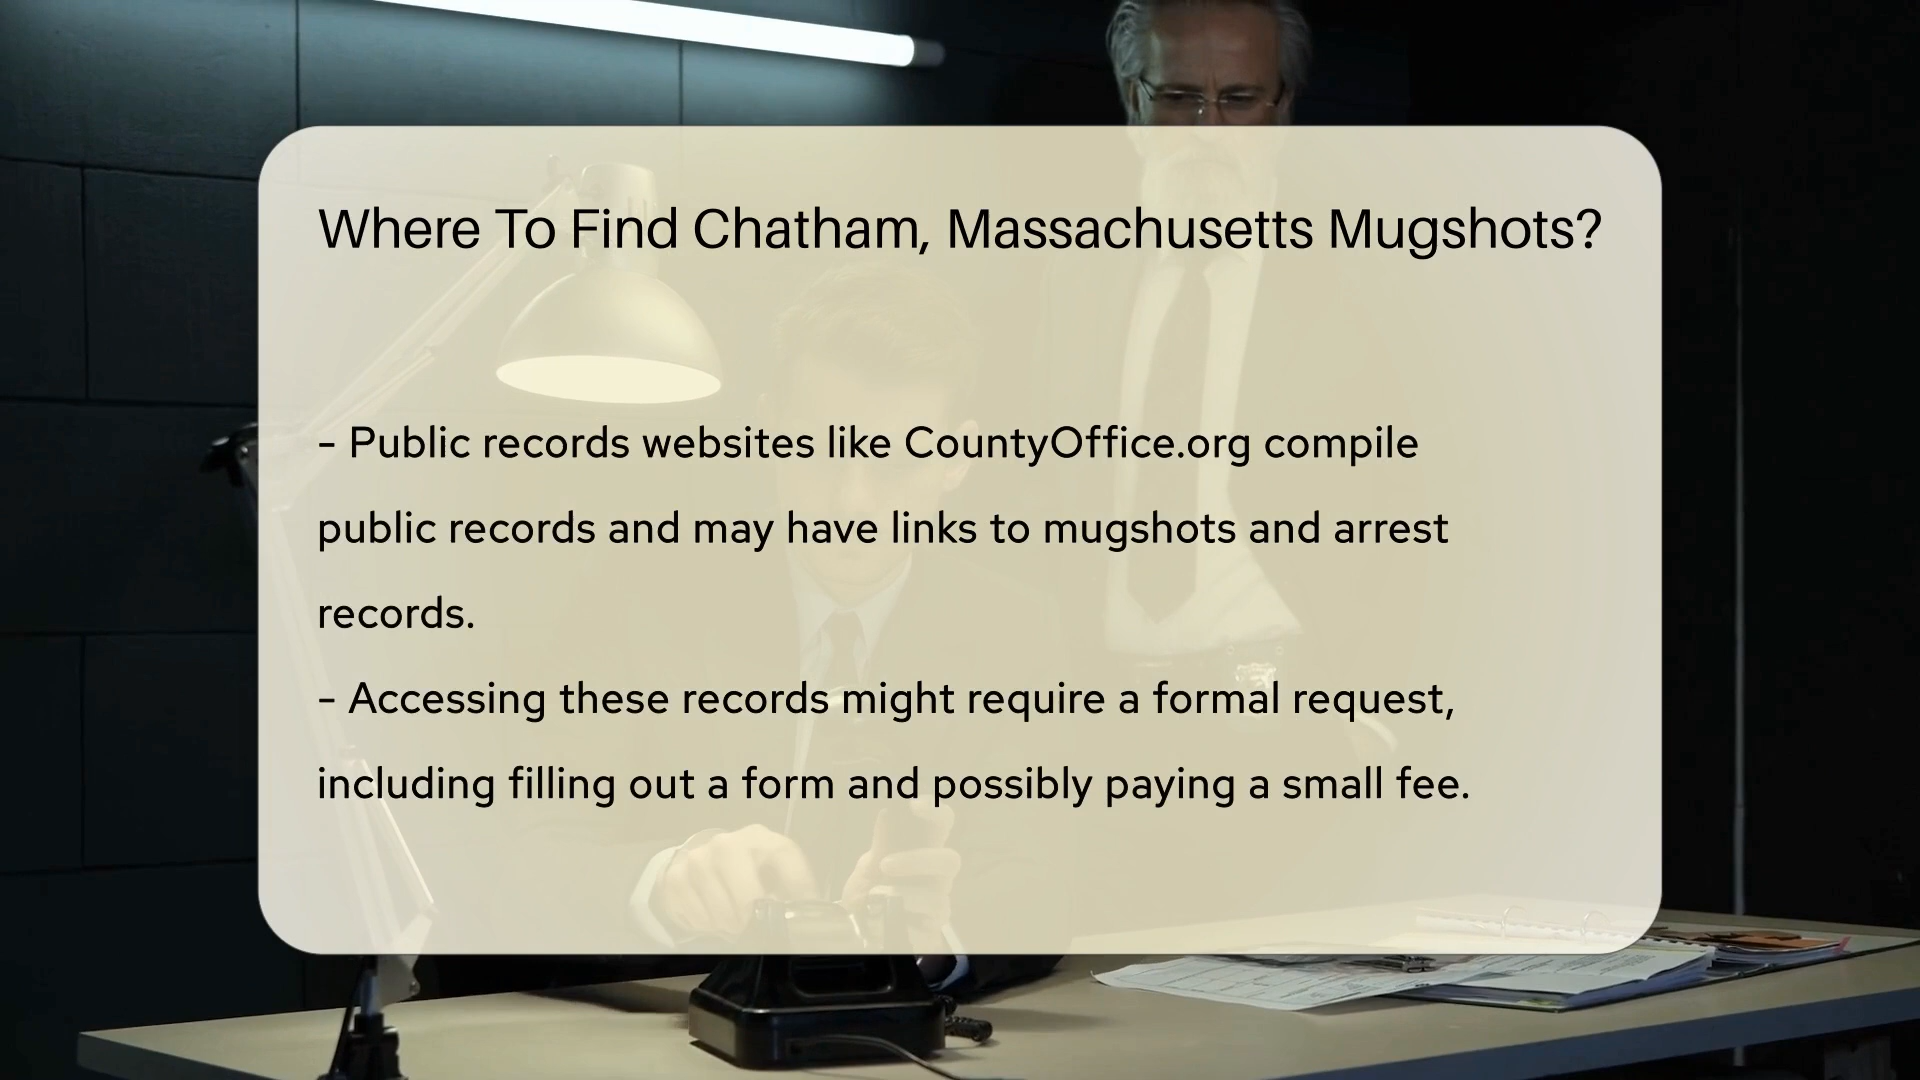 Where To Find Chatham, Massachusetts Mugshots?
- Public records websites like CountyOffice.org compile
public records and may have links to mugshots and arrest
records.
- Accessing these records might require a formal request,
including filling out a form and possibly paying a small fee.